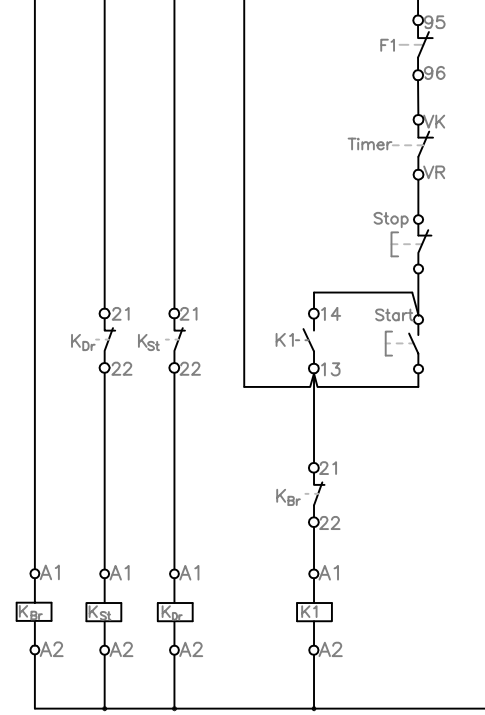 95
F1
96
VK
Timer
VR
Stop
21
21
14
Start
KDr
KSt
K1
22
22
13
21
KBr
22
A1
A1
A1
A1
KBr
KSt
KDr
K1
A2
A2
A2
A2